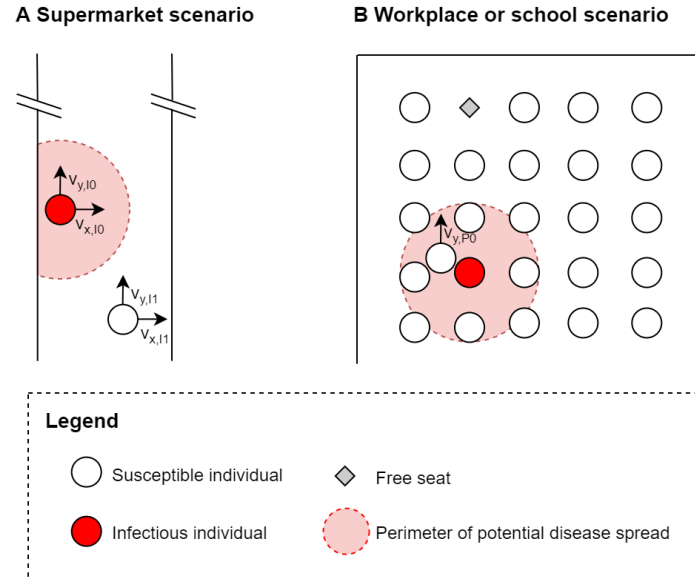 A Supermarket scenario
B Workplace or school scenario
v_y,I0
v_x,I0
v_y,I1
v_x,I1
v_y,P0
Legend
Susceptible individual
Free seat
Infectious individual
Perimeter of potential disease spread